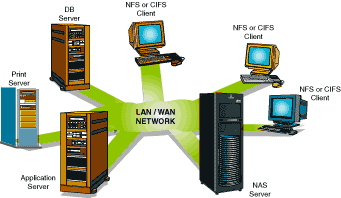 DB
Server
NFS or CIFS
Client
NFS or CIFS
Client
Print
Server
NFS or CIFS
Client
LAN / WAN
NETWORK
Application
Server
NAS
Server